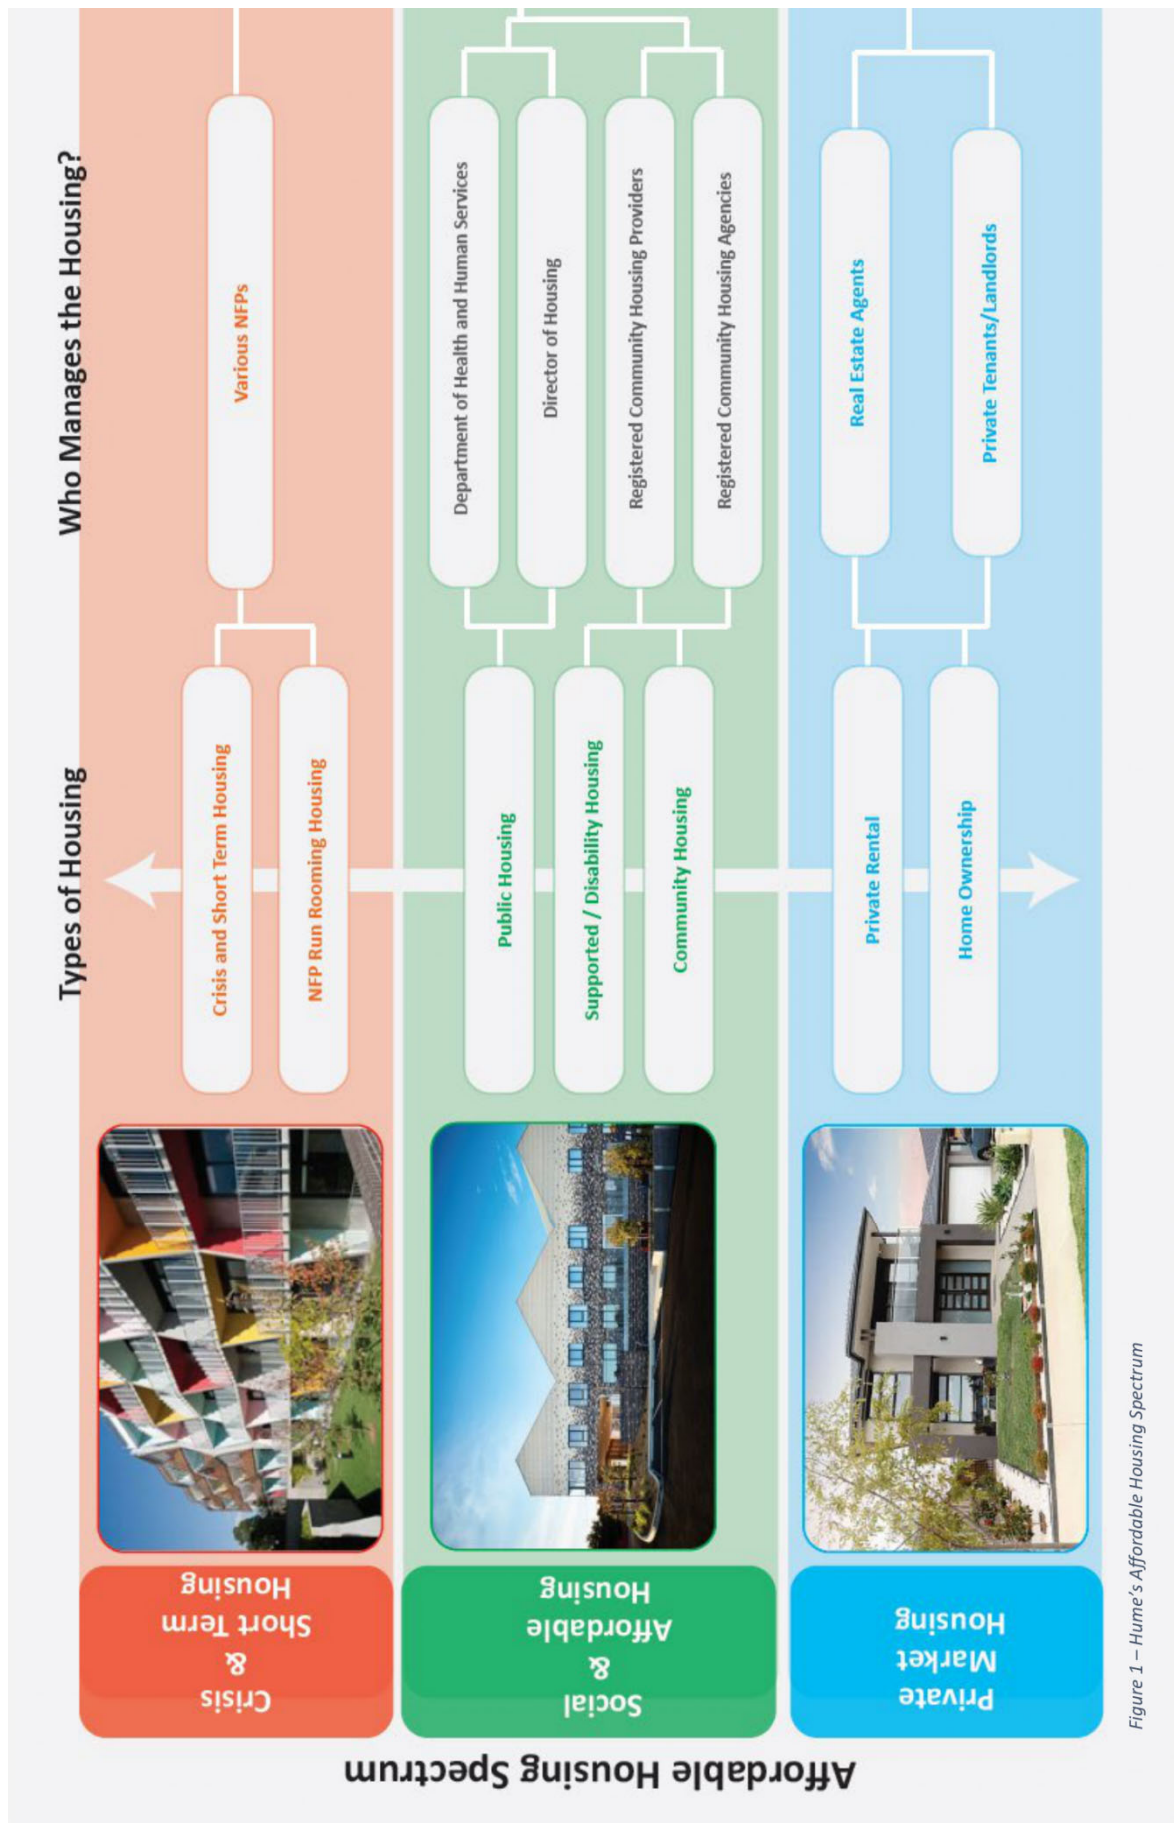 Affordable Housing Spectrum
Types of Housing
Who Manages the Housing?
Crisis
&
Short Term
Housing
Crisis and Short Term Housing
NFP Run Rooming Housing
Various NFPs
Social
&
Affordable
Housing
Public Housing
Supported / Disability Housing
Community Housing
Department of Health and Human Services
Director of Housing
Registered Community Housing Providers
Registered Community Housing Agencies
Private
Market
Housing
Private Rental
Home Ownership
Real Estate Agents
Private Tenants/Landlords
Figure 1 – Hume's Affordable Housing Spectrum